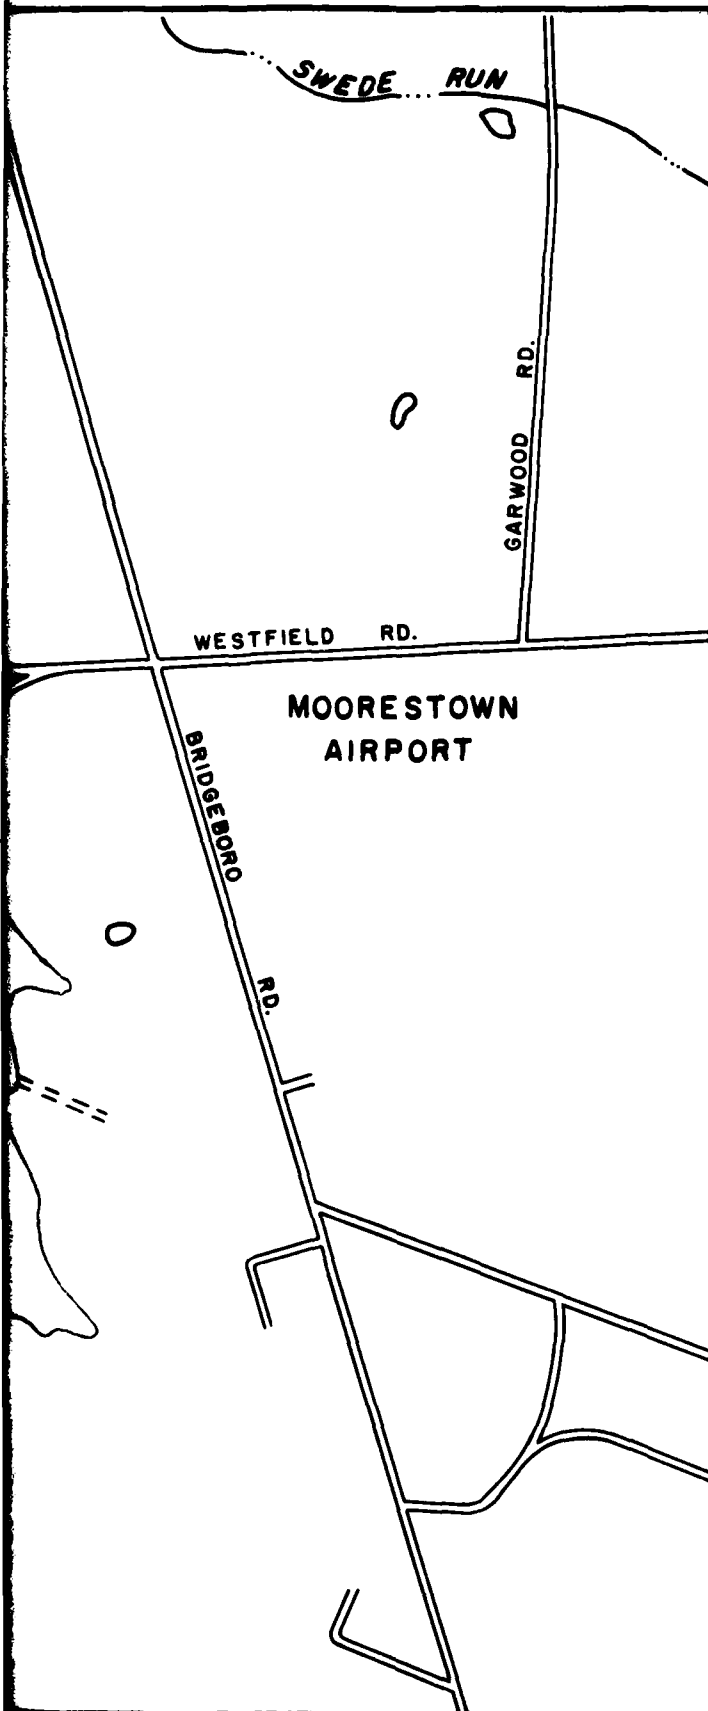 SWEDE RUN
GARWOOD RD.
WESTFIELD RD.
MOORESTOWN
AIRPORT
BRIDGEBORO RD.